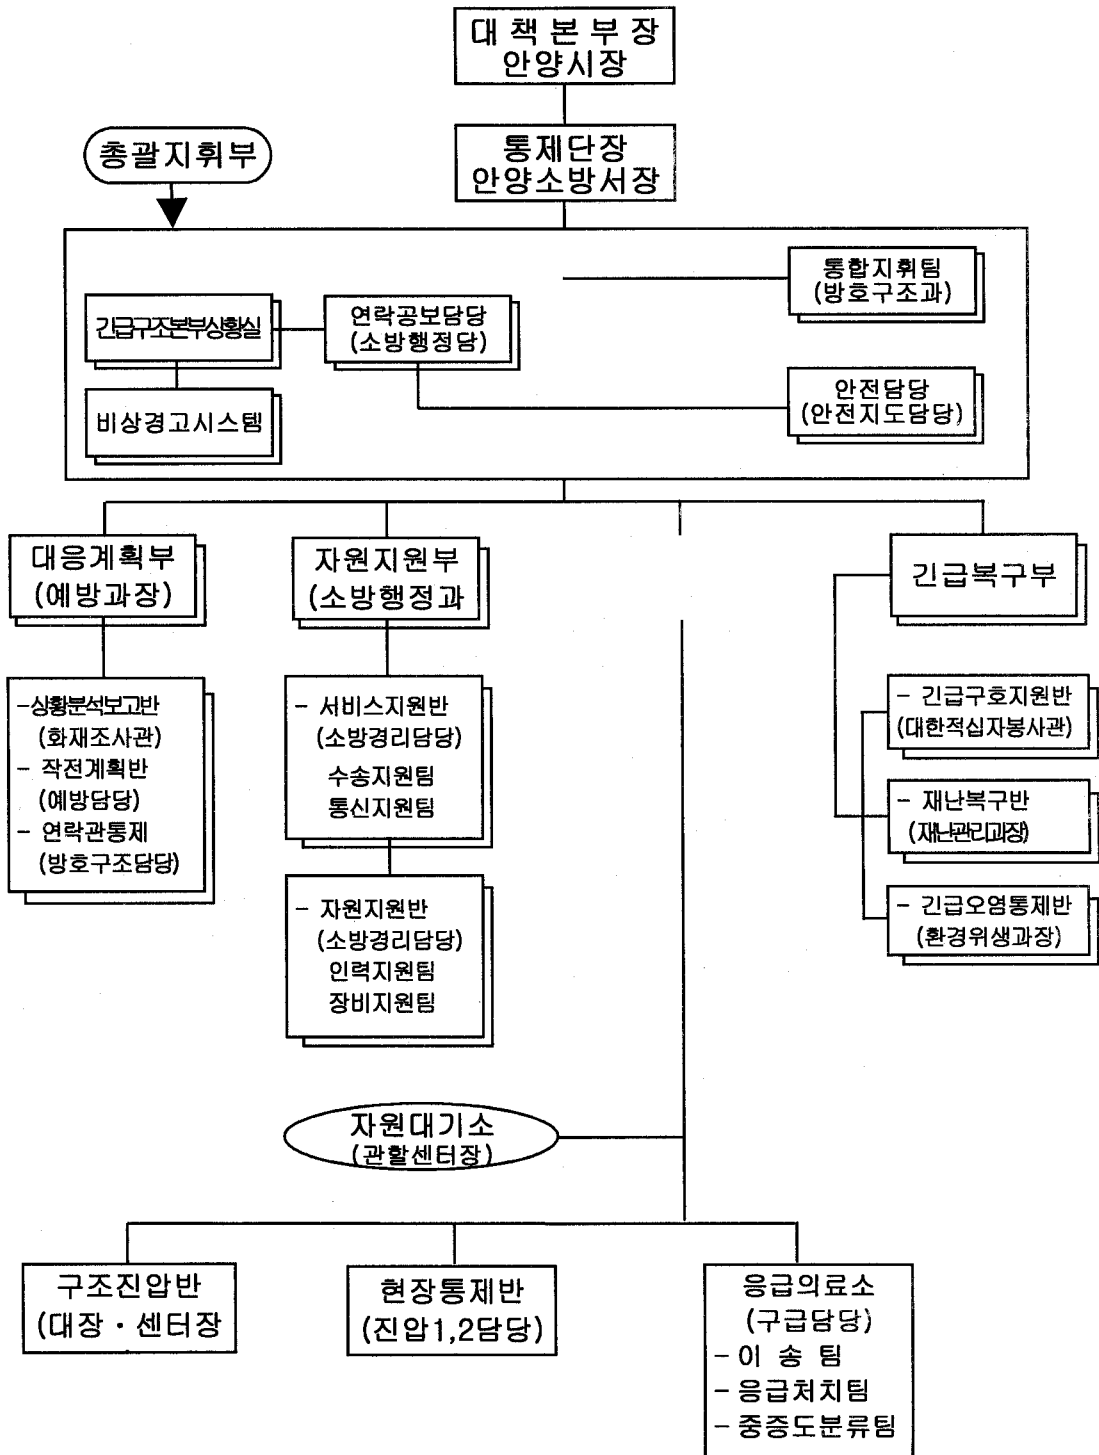 대 책 본 부 장
안양시장
총괄지휘부
통제단장
안양소방서장
통합지휘팀
(방호구조과)
긴급구조본부상황실
연락공보담당
(소방행정담)
비상경고시스템
안전담당
(안전지도담당)
대응계획부
(예방과장)
자원지원부
(소방행정과
긴급복구부
-상황분석보고반
(화재조사관)
- 작전계획반
(예방담당)
- 연락관통제
(방호구조담당)
- 서비스지원반
(소방경리담당)
수송지원팀
통신지원팀
- 긴급구호지원반
(대한적십자봉사관)
- 재난복구반
(재난관리과장)
- 긴급오염통제반
(환경위생과장)
- 자원지원반
(소방경리담당)
인력지원팀
장비지원팀
자원대기소
(관할센터장)
구조진압반
(대장·센터장
현장통제반
(진압1,2담당)
응급의료소
(구급담당)
- 이 송 팀
- 응급처치팀
- 중증도분류팀